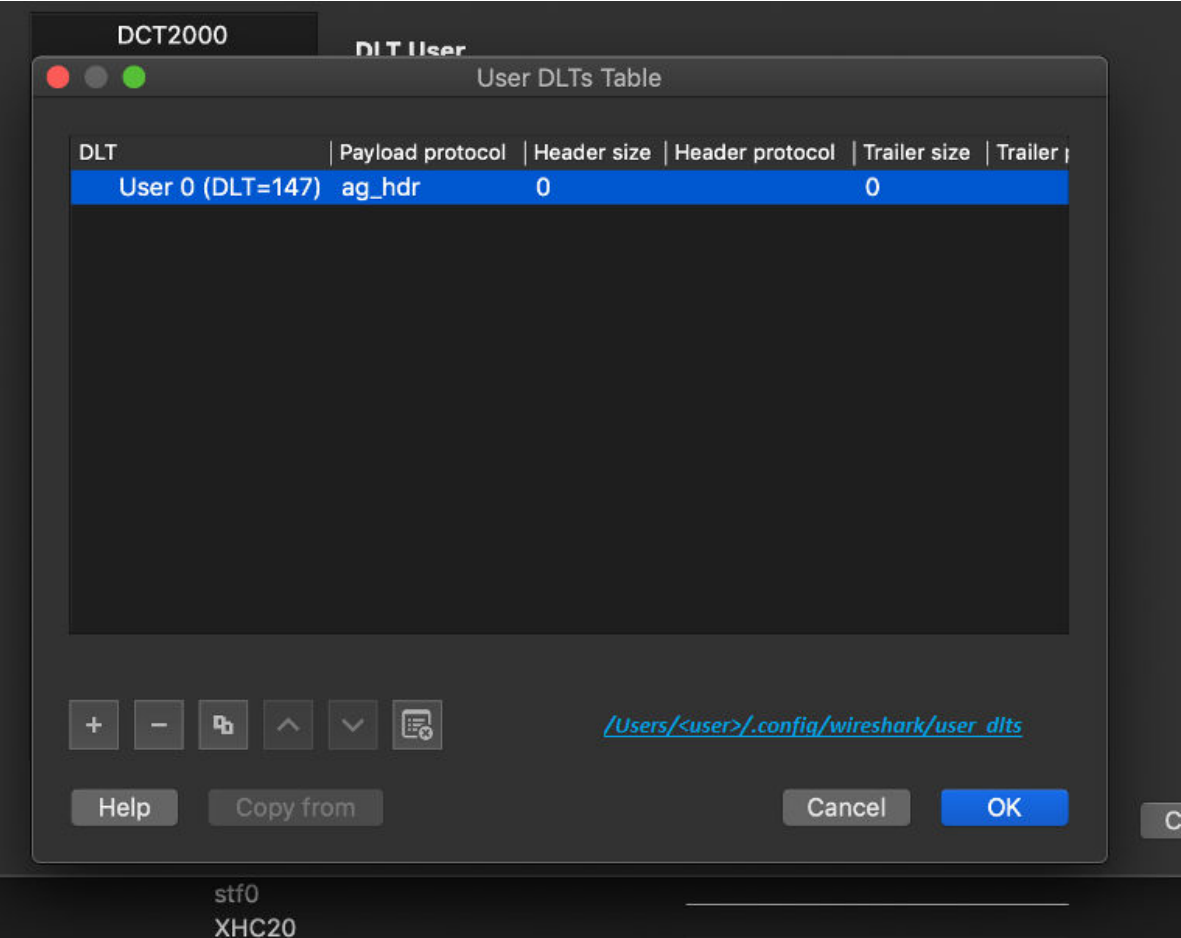 DCT2000
DLT User
User DLTs Table
DLT Payload protocol Header size Header protocol Trailer size Trailer
User 0 (DLT=147) ag_hdr 0 0
/Users/<user>/.config/wireshark/user_dlts
Help Copy from Cancel OK
stf0
XHC20